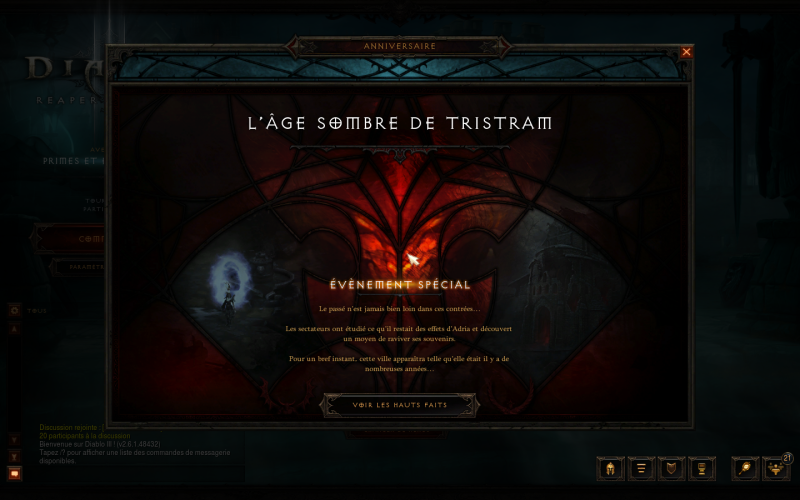 ANNIVERSAIRE
DIA
REAPER
L'ÂGE SOMBRE DE TRISTRAM
PRIMES ET
COM
PARAMÈT
TOUS
ÉVÈNEMENT SPÉCIAL
Le passé n'est jamais bien loin dans ces contrées...
Les sectateurs ont étudié ce qu'il restait des effets d'Adria et découvert
un moyen de raviver ses souvenirs.
Pour un bref instant, cette ville apparaîtra telle qu'elle était il y a de
nombreuses années...
VOIR LES HAUTS FAITS
Discussion rejointe :
20 participants à la discussion
Bienvenue sur Diablo III ! (v2.6.1.48432)
Tapez /? pour afficher une liste des commandes de messagerie
disponibles.
21